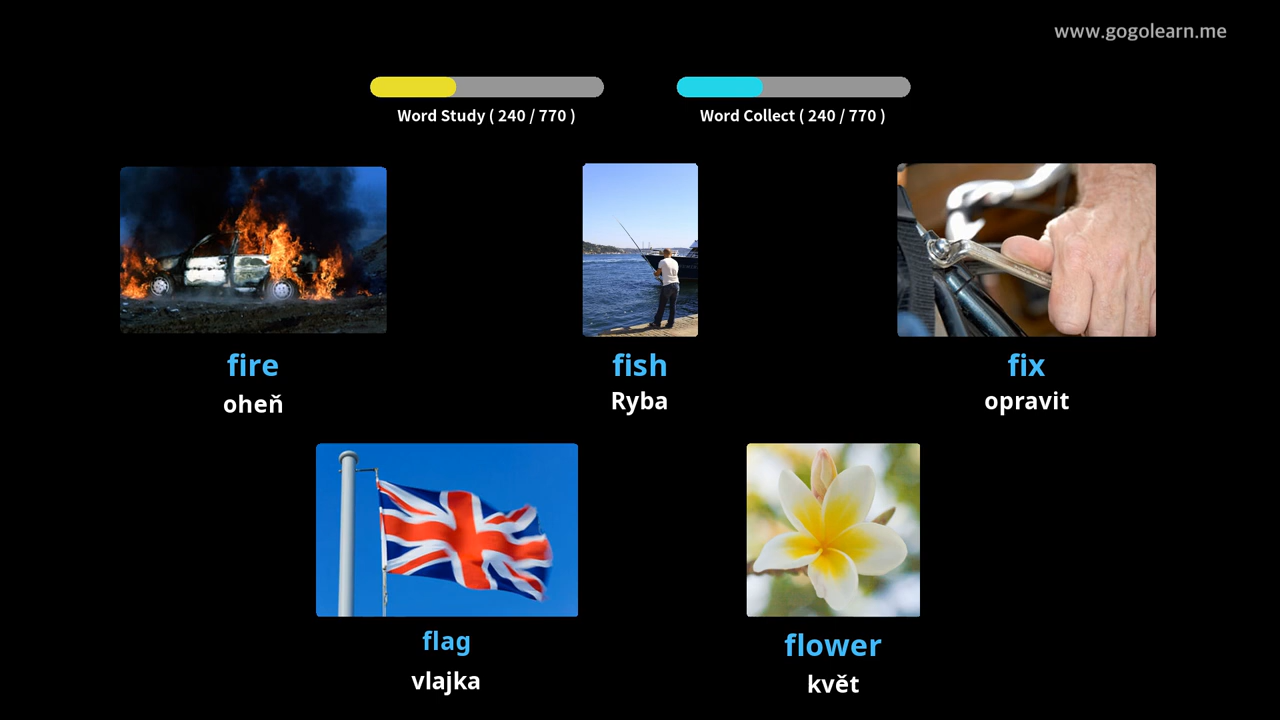 www.gogolearn.me
Word Study ( 240 / 770 )
Word Collect ( 240 / 770 )
fire
oheň
fish
Ryba
fix
opravit
flag
vlajka
flower
květ